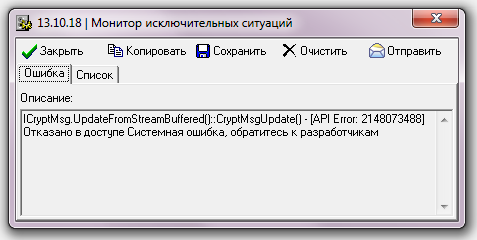 13.10.18 | Монитор исключительных ситуаций
Закрыть Копировать Сохранить Очистить Отправить
Ошибка Список
Описание:
ICryptMsg.UpdateFromStreamBuffered()::CryptMsgUpdate() - [API Error: 2148073488]
Отказано в доступе Системная ошибка, обратитесь к разработчикам